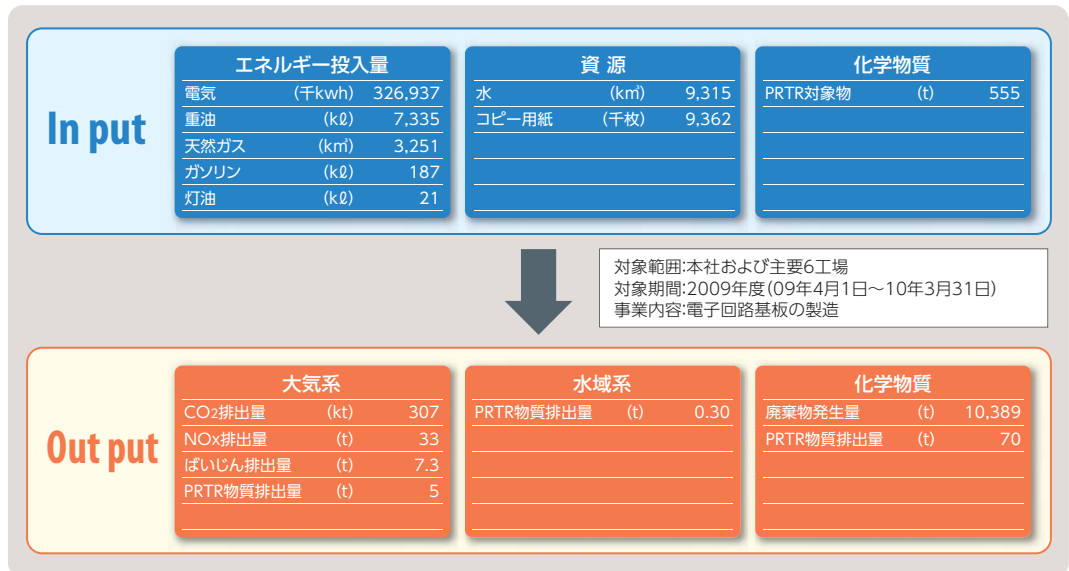 In put
エネルギー投入量
電気 (千kwh) 326,937
重油 (kℓ) 7,335
天然ガス (k㎥) 3,251
ガソリン (kℓ) 187
灯油 (kℓ) 21
資 源
水 (k㎥) 9,315
コピー用紙 (千枚) 9,362
化学物質
PRTR対象物 (t) 555
対象範囲:本社および主要6工場
対象期間:2009年度(09年4月1日〜10年3月31日)
事業内容:電子回路基板の製造
Out put
大気系
CO2排出量 (kt) 307
NOx排出量 (t) 33
ばいじん排出量 (t) 7.3
PRTR物質排出量 (t) 5
水域系
PRTR物質排出量 (t) 0.30
化学物質
廃棄物発生量 (t) 10,389
PRTR物質排出量 (t) 70